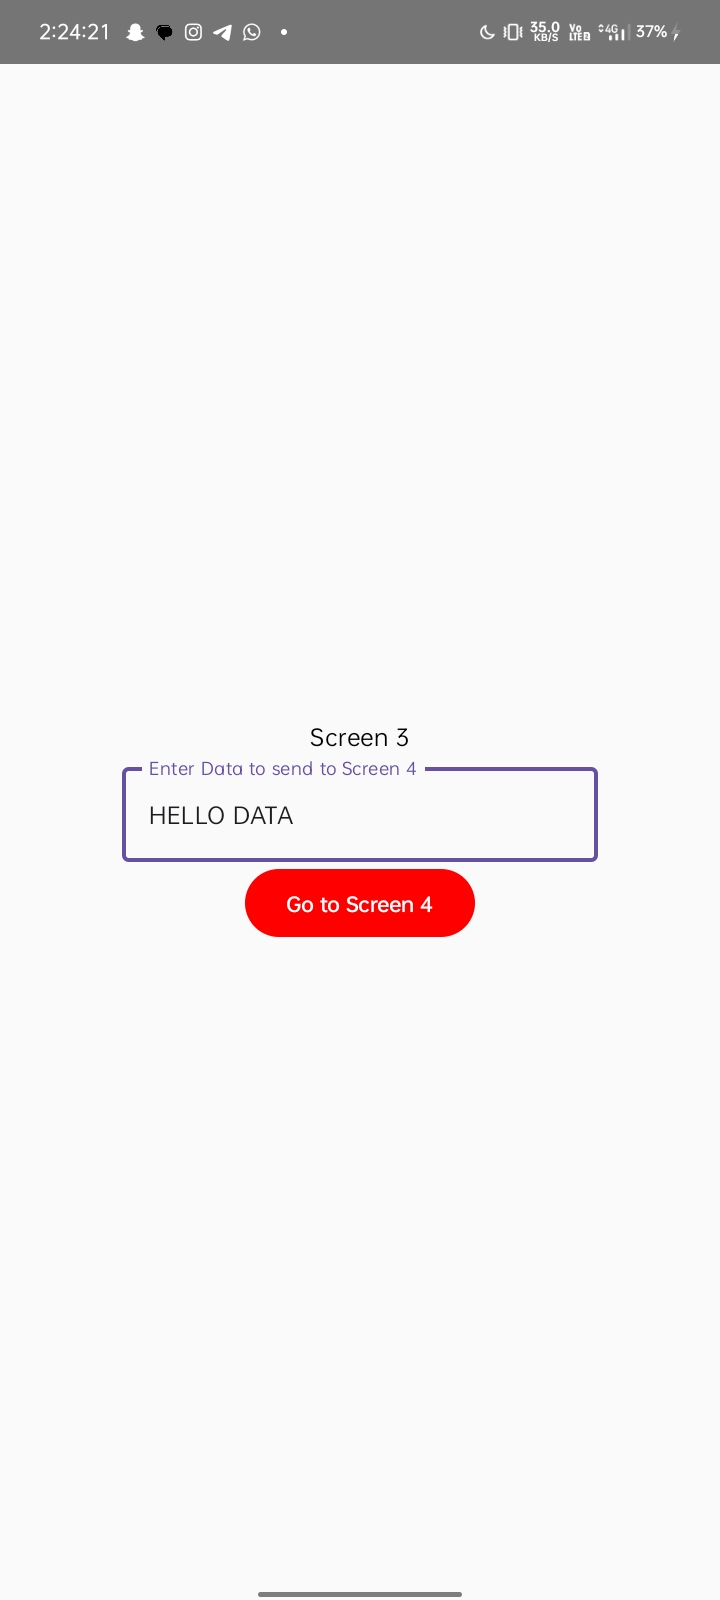 2:24:21
35.0
KB/S
Vo
LTE
4G
37%
Screen 3
Enter Data to send to Screen 4
HELLO DATA
Go to Screen 4